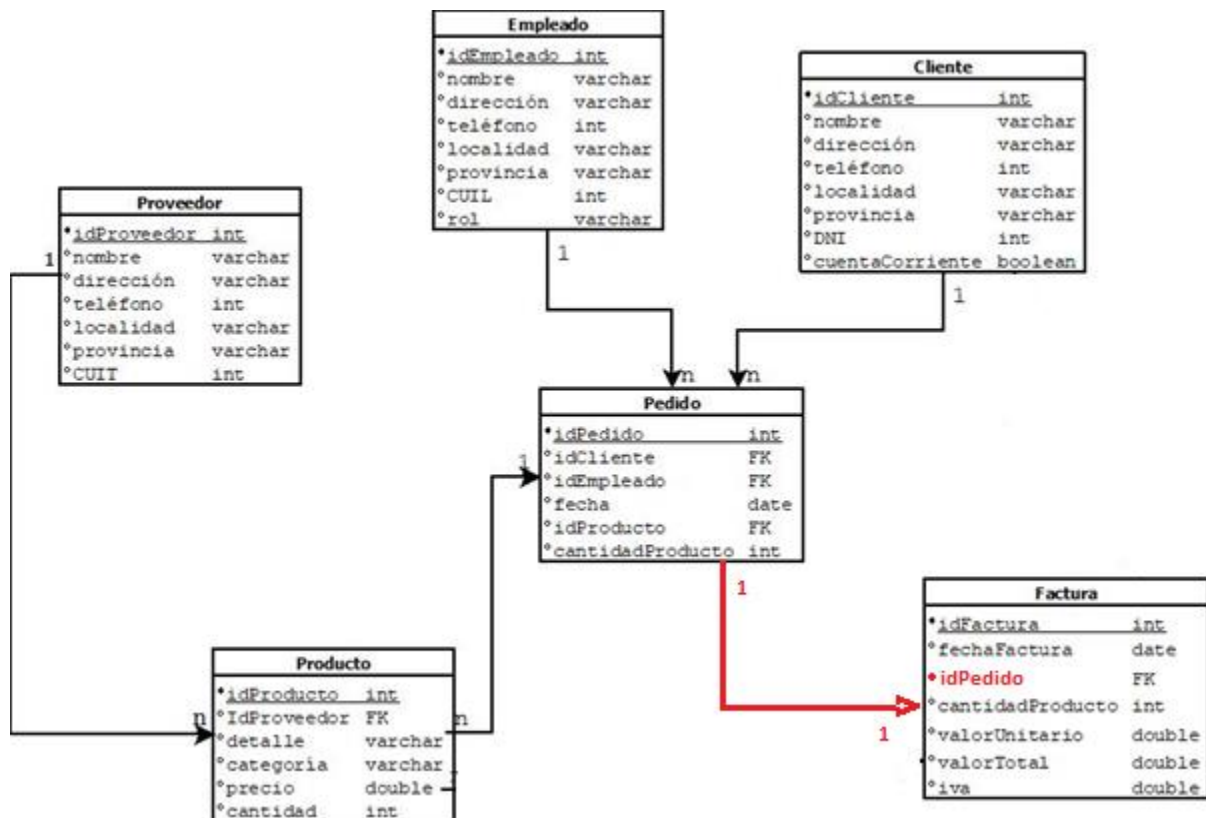 Empleado
idEmpleado int
nombre varchar
dirección varchar
teléfono int
localidad varchar
provincia varchar
CUIL int
rol varchar
1
Cliente
idCliente int
nombre varchar
dirección varchar
teléfono int
localidad varchar
provincia varchar
DNI int
cuentaCorriente boolean
1
Proveedor
idProveedor int
1
nombre varchar
dirección varchar
teléfono int
localidad varchar
provincia varchar
CUIT int
n
n
Pedido
idPedido int
idCliente FK
1
idEmpleado FK
fecha date
idProducto FK
cantidadProducto int
1
Factura
idFactura int
fechaFactura date
idPedido FK
cantidadProducto int
1
valorUnitario double
valorTotal double
iva double
Producto
idProducto int
n
IdProveedor FK
n
detalle varchar
categoría varchar
precio double
cantidad int